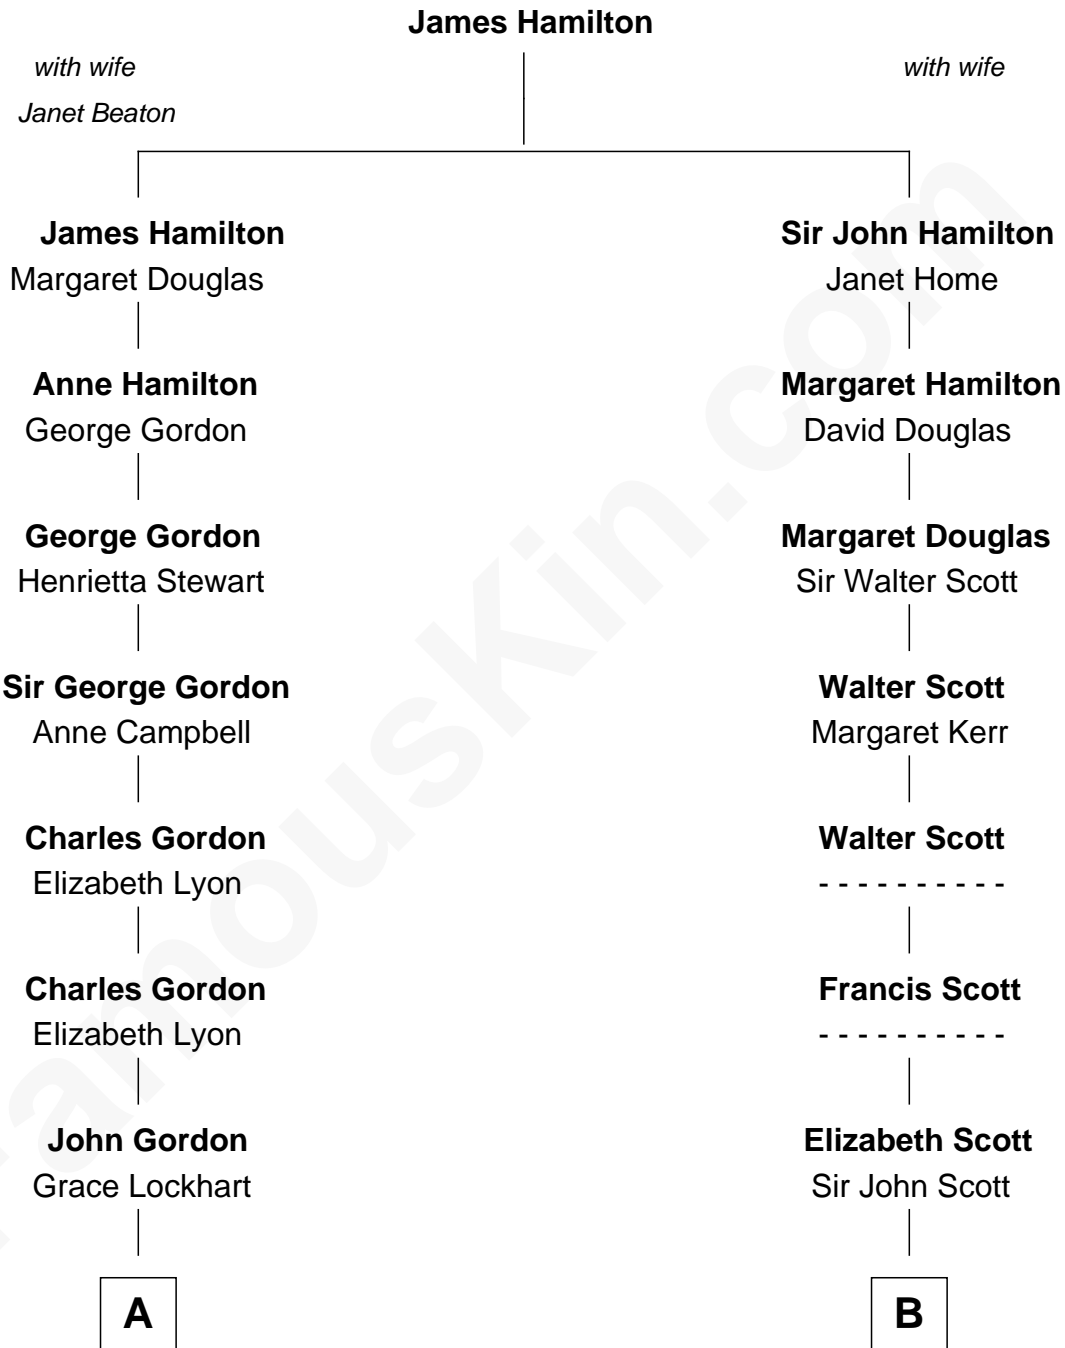 James Hamilton
with wife with wife
Janet Beaton
James Hamilton Sir John Hamilton
Margaret Douglas Janet Home
Anne Hamilton Margaret Hamilton
George Gordon David Douglas
George Gordon Margaret Douglas
Henrietta Stewart Sir Walter Scott
Sir George Gordon Walter Scott
Anne Campbell Margaret Kerr
Charles Gordon Walter Scott
Elizabeth Lyon - - - - - - - - - -
Charles Gordon Francis Scott
Elizabeth Lyon - - - - - - - - - -
John Gordon Elizabeth Scott
Grace Lockhart Sir John Scott
A B
FamousKin.com